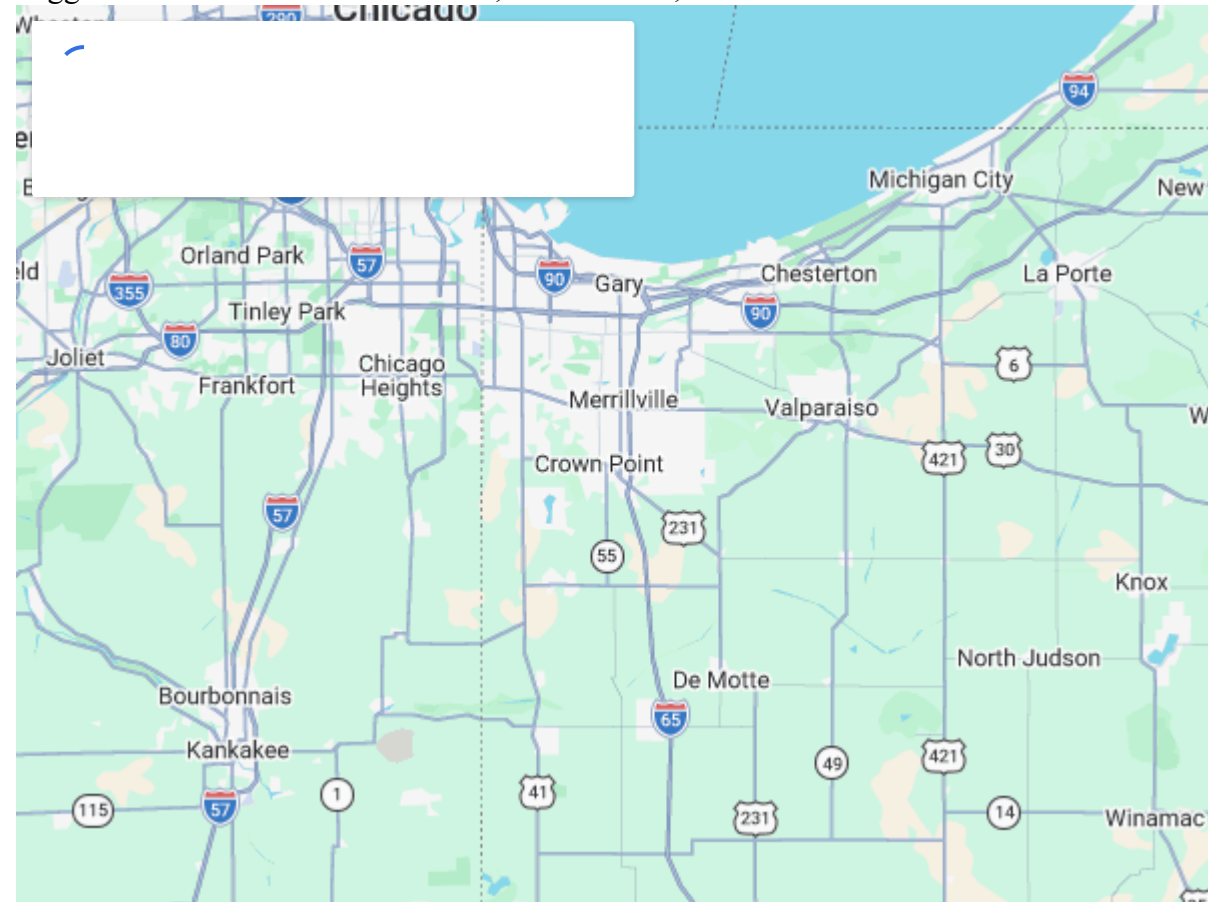 Chicago
290
94
Michigan City
New
Orland Park
57
90
Gary
Chesterton
La Porte
355
Tinley Park
90
80
Joliet
Chicago
Heights
6
Frankfort
Merrillville
Valparaiso
Crown Point
421
30
57
231
55
Knox
North Judson
De Motte
Bourbonnais
65
Kankakee
49
421
115
57
1
41
231
14
Winamac